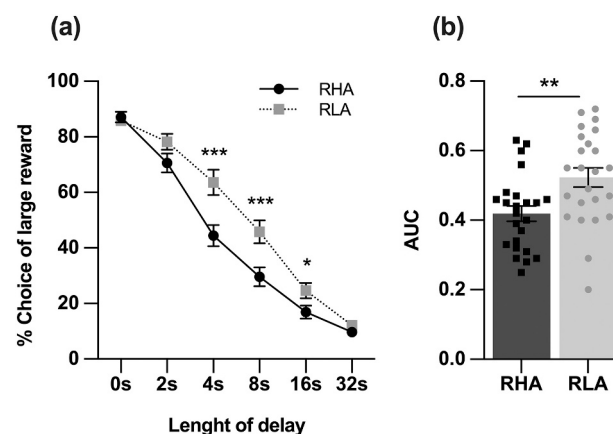 (a)
% Choice of large reward
100
80
60
40
20
0
RHA
RLA
***
***
*
0s 2s 4s 8s 16s 32s
Lenght of delay
(b)
AUC
0.8
0.6
0.4
0.2
0.0
**
RHA RLA